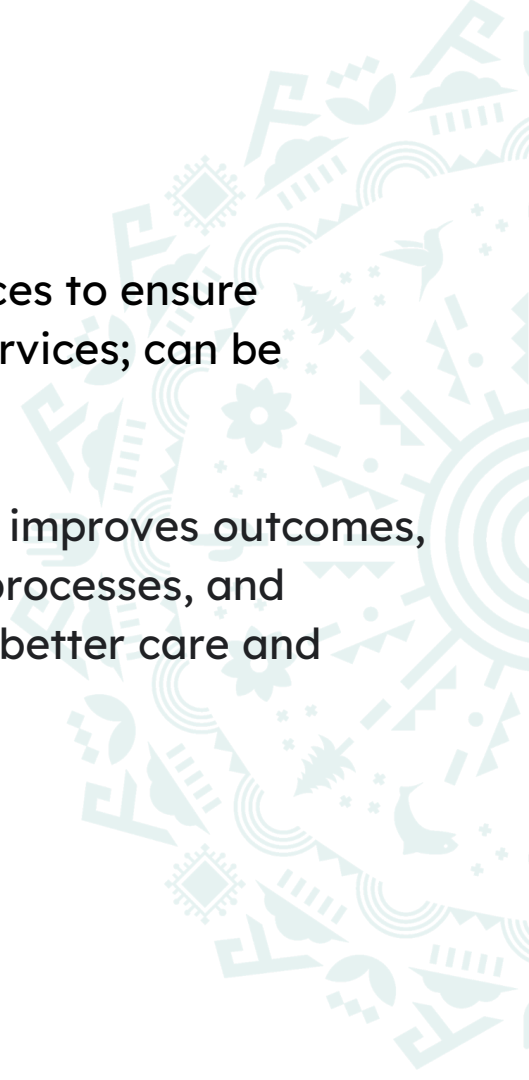 ces to ensure
rvices; can be
improves outcomes,
processes, and
better care and